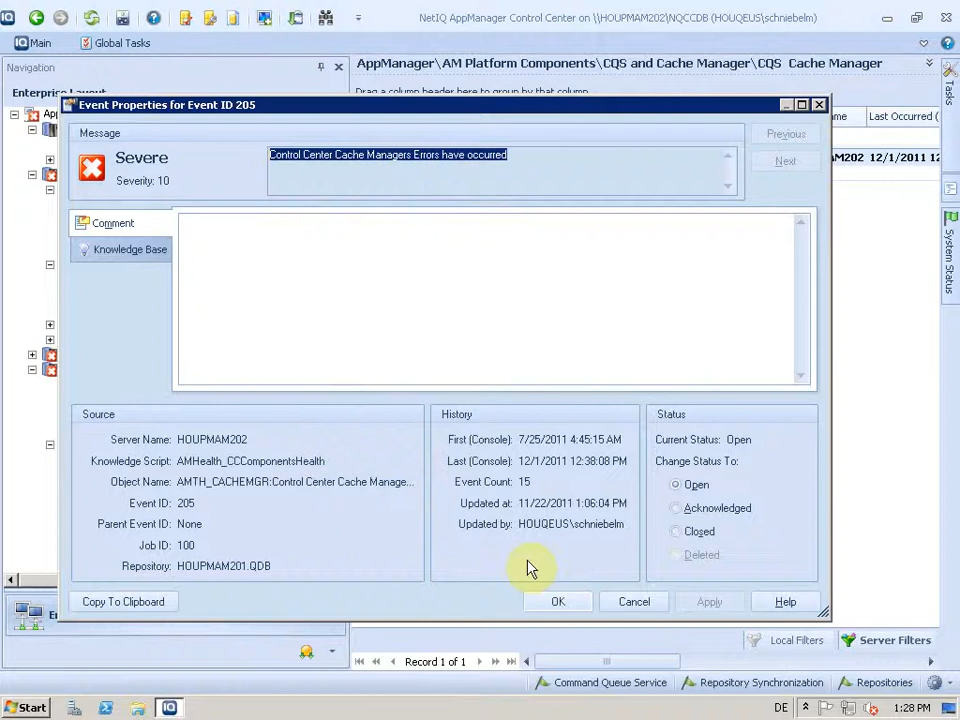 NetIQ AppManager Control Center on \\HOUPMAM202\NQCCDB (HOUQEUS\schniebelm)
Main
Global Tasks
Navigation
AppManager\AM Platform Components\CQS and Cache Manager\CQS Cache Manager
Enterprise Layout
Drag a column header here to group by that column.
Tasks
Event Properties for Event ID 205
Last Occurred (
Message
Severe
Severity: 10
Control Center Cache Managers Errors have occurred
Previous
Next
AM202 12/1/2011 12
Comment
Knowledge Base
System Status
Source
Server Name: HOUPMAM202
Knowledge Script: AMHealth_CCComponentsHealth
Object Name: AMTH_CACHEMGR:Control Center Cache Manage...
Event ID: 205
Parent Event ID: None
Job ID: 100
Repository: HOUPMAM201.QDB
History
First (Console): 7/25/2011 4:45:15 AM
Last (Console): 12/1/2011 12:38:08 PM
Event Count: 15
Updated at: 11/22/2011 1:06:04 PM
Updated by: HOUQEUS\schniebelm
Status
Current Status: Open
Change Status To:
Open
Acknowledged
Closed
Deleted
Copy To Clipboard
OK
Cancel
Apply
Help
Record 1 of 1
Local Filters
Server Filters
Command Queue Service
Repository Synchronization
Repositories
Start
DE
1:28 PM